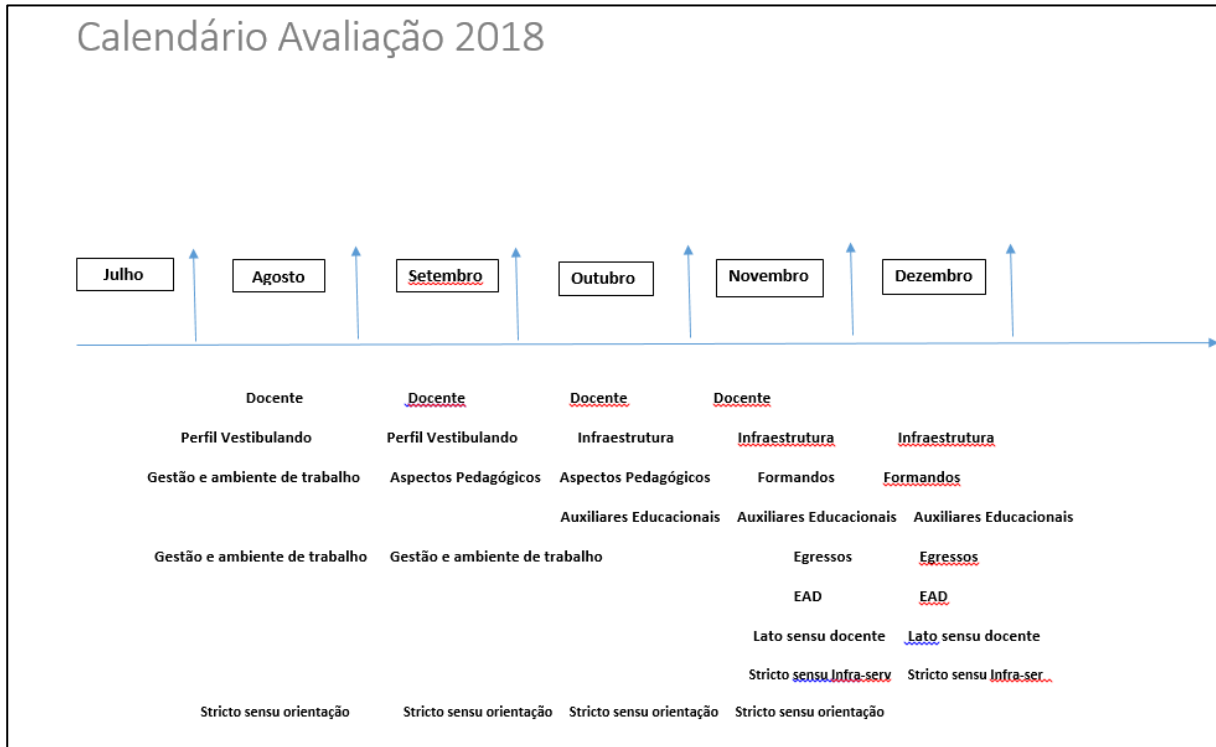 Calendário Avaliação 2018
Julho Agosto Setembro Outubro Novembro Dezembro
Docente Docente Docente Docente
Perfil Vestibulando Perfil Vestibulando Infraestrutura Infraestrutura Infraestrutura
Gestão e ambiente de trabalho Aspectos Pedagógicos Aspectos Pedagógicos Formandos Formandos
Auxiliares Educacionais Auxiliares Educacionais Auxiliares Educacionais
Gestão e ambiente de trabalho Gestão e ambiente de trabalho Egressos Egressos
EAD EAD
Lato sensu docente Lato sensu docente
Stricto sensu Infra-serv Stricto sensu Infra-ser
Stricto sensu orientação Stricto sensu orientação Stricto sensu orientação Stricto sensu orientação